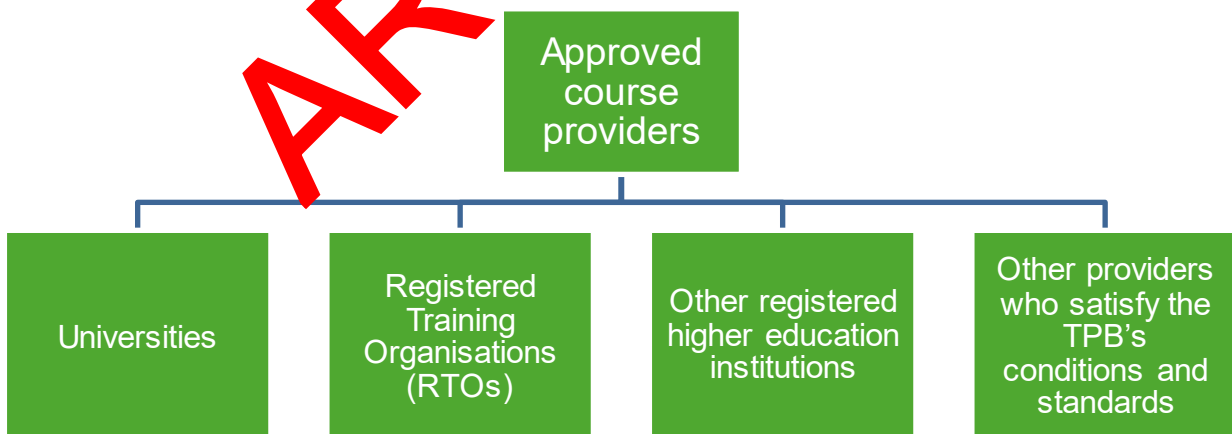 AR
Approved
course
providers
Universities
Registered
Training
Organisations
(RTOs)
Other registered
higher education
institutions
Other providers
who satisfy the
TPB's
conditions and
standards